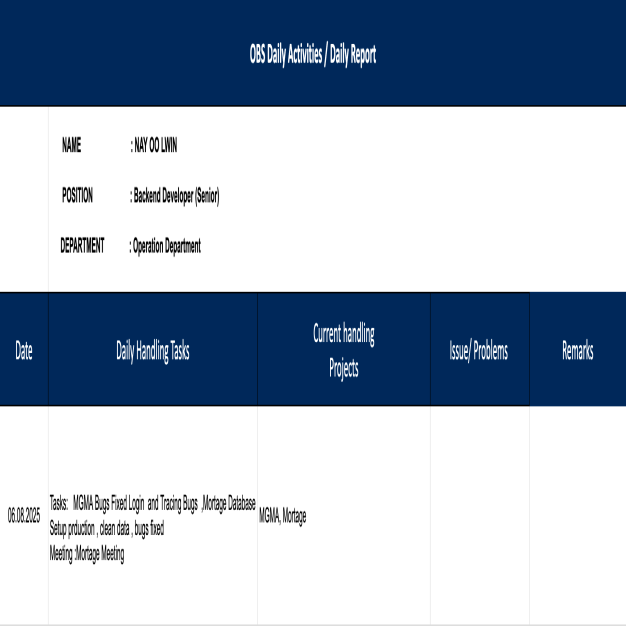 OBS Daily Activities / Daily Report
NAME : NAY OO LWIN
POSITION : Backend Developer (Senior)
DEPARTMENT : Operation Department
Date Daily Handling Tasks Current handling Projects Issue/ Problems Remarks
06.08.2025
Tasks: MGMA Bugs Fixed Login and Tracing Bugs ,Mortage Database
Setup prduction , clean data , bugs fixed
Meeting :Mortage Meeting
MGMA, Mortage